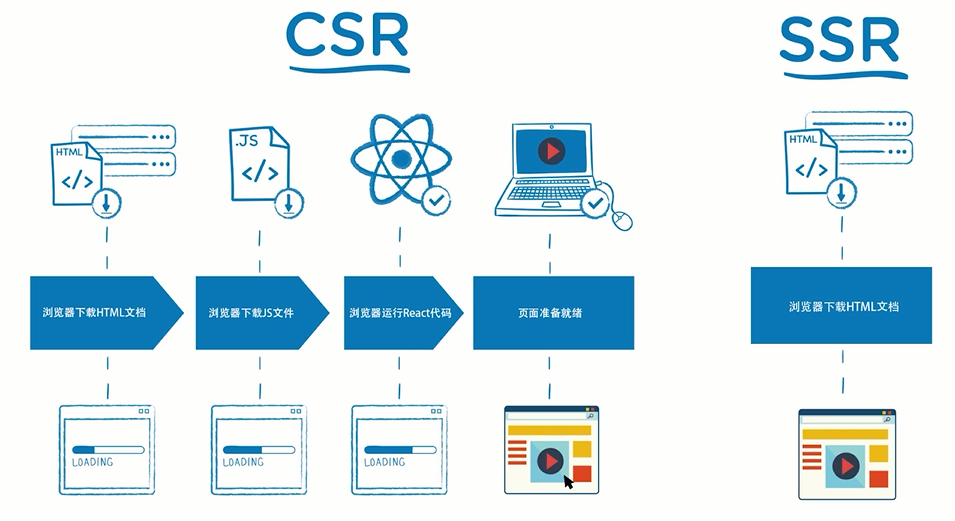 CSR
SSR
HTML
.JS
HTML
浏览器下载HTML文档
浏览器下载JS文件
浏览器运行React代码
页面准备就绪
浏览器下载HTML文档
LOADING
LOADING
LOADING